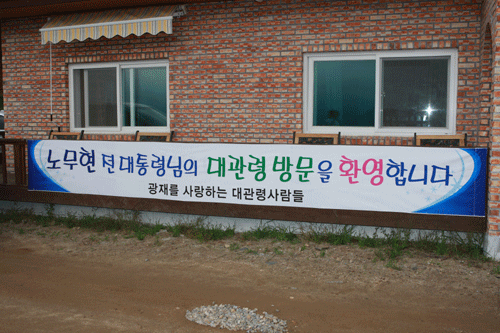 노무현 전 대통령님의 대관령 방문을 환영합니다
광재를 사랑하는 대관령사람들